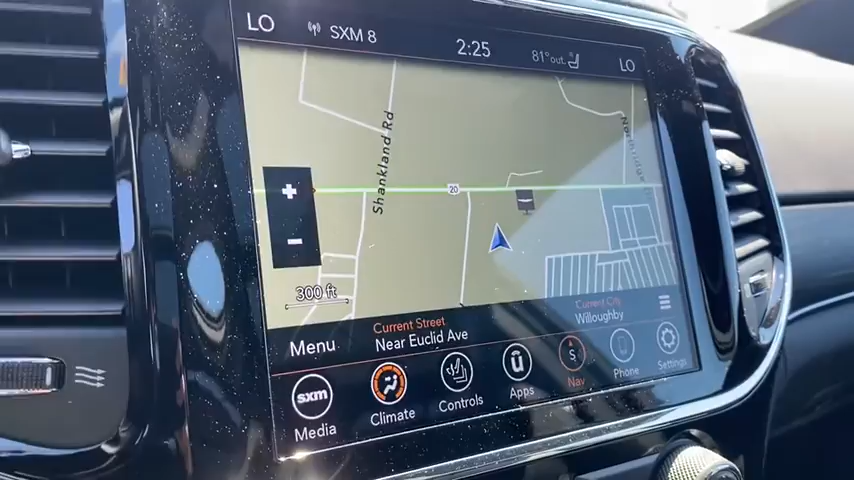 LO
SXM 8
2:25
81° out.
LO
Shankland Rd
20
300 ft
Current Street
Near Euclid Ave
Current City
Willoughby
Menu
sxm
Media
Climate
Controls
Apps
S
Nav
Phone
Settings